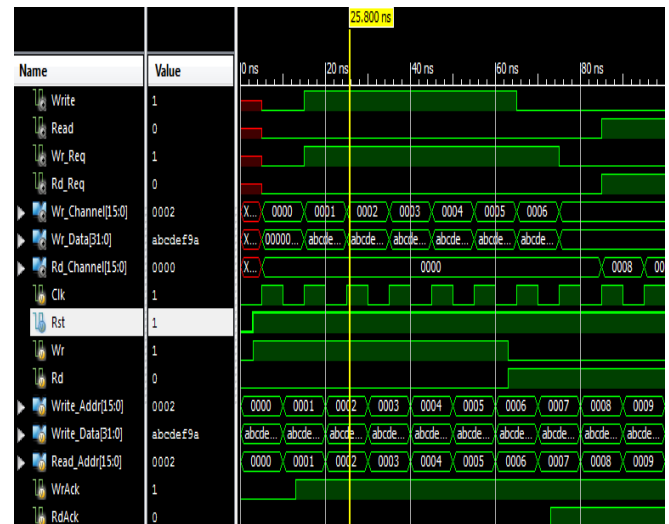 25.800 ns
Name Value 0 ns 20 ns 40 ns 60 ns 80 ns
Write 1
Read 0
Wr_Req 1
Rd_Req 0
Wr_Channel[15:0] 0002 X... 0000 0001 0002 0003 0004 0005 0006
Wr_Data[31:0] abcdef9a X... 00000... abcde... abcde... abcde... abcde... abcde... abcde...
Rd_Channel[15:0] 0000 X... 0000 0008 00
Clk 1
Rst 1
Wr 1
Rd 0
Write_Addr[15:0] 0002 0000 0001 0002 0003 0004 0005 0006 0007 0008 0009
Write_Data[31:0] abcdef9a abcde... abcde... abcde... abcde... abcde... abcde... abcde... abcde... abcde... abcde...
Read_Addr[15:0] 0002 0000 0001 0002 0003 0004 0005 0006 0007 0008 0009
WrAck 1
RdAck 0